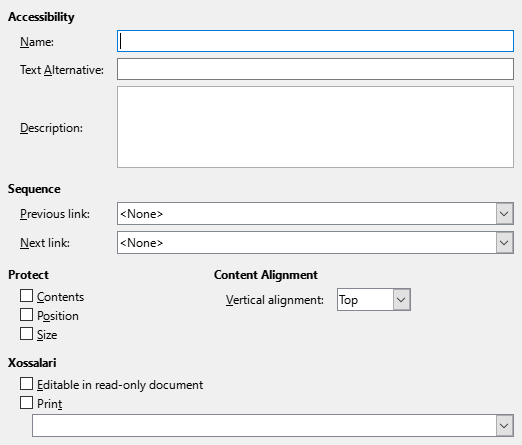 Accessibility
Name:
Text Alternative:
Description:
Sequence
Previous link: <None>
Next link: <None>
Protect Content Alignment
Contents Vertical alignment: Top
Position
Size
Xossalari
Editable in read-only document
Print